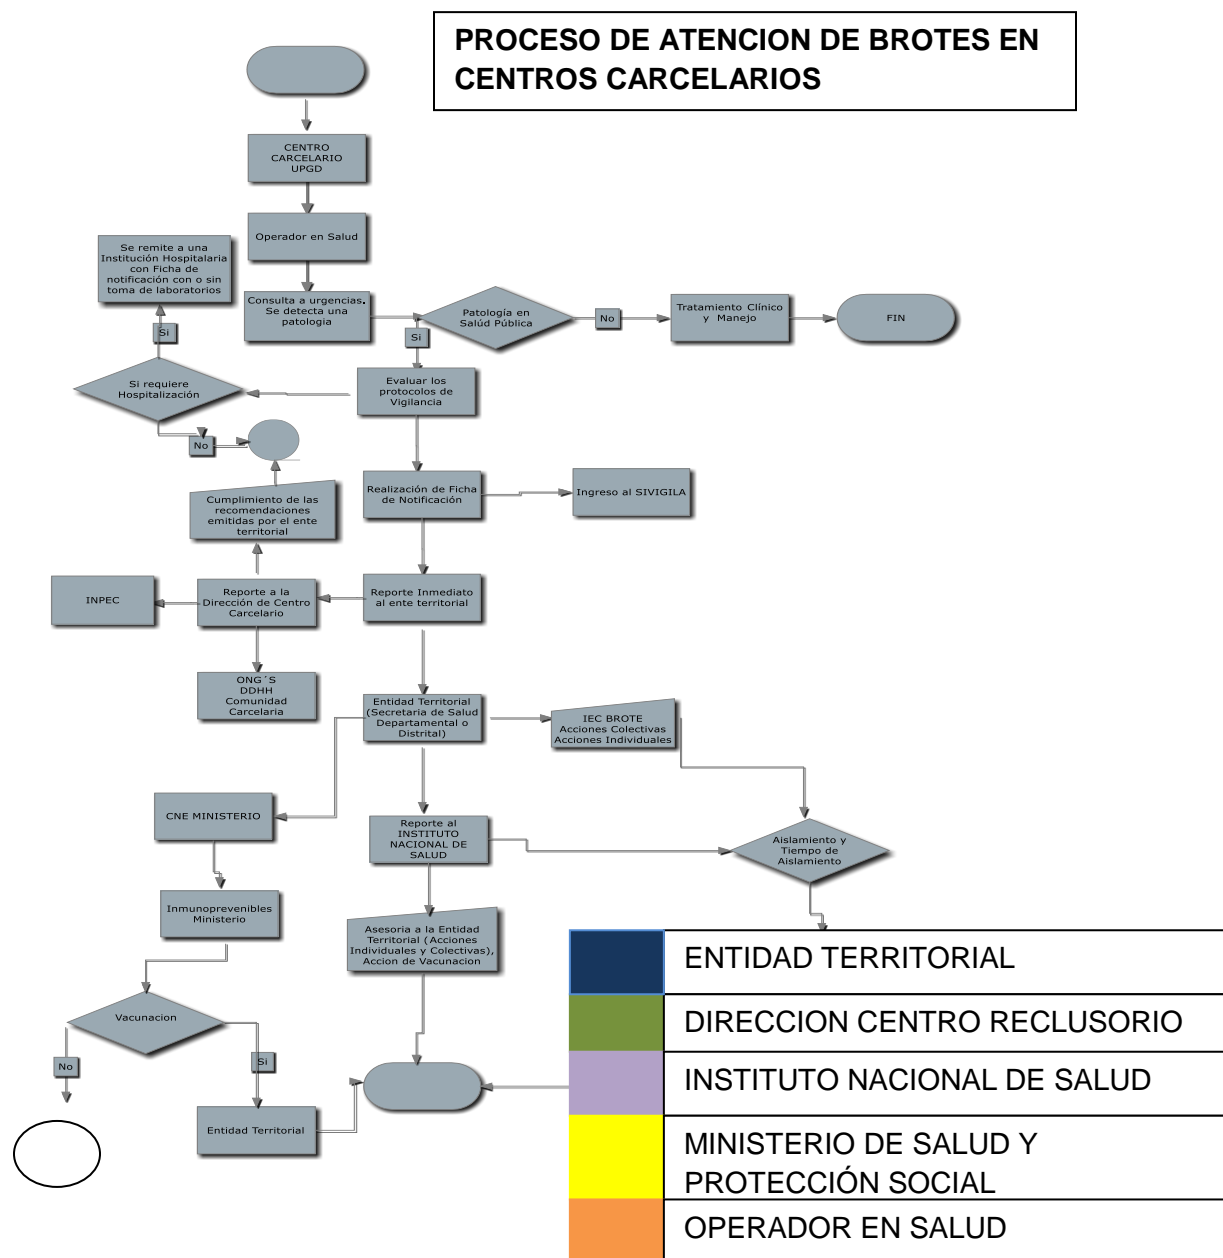 PROCESO DE ATENCION DE BROTES EN
CENTROS CARCELARIOS
CENTRO
CARCELARIO
UPGD
Operador en Salud
Se remite a una
Institución Hospitalaria
con Ficha de
notificación con o sin
toma de laboratorios
Consulta a urgencias.
Se detecta una
patologia
Patología en
Salúd Pública
No
Tratamiento Clínico
y Manejo
FIN
Si
Si
Si requiere
Hospitalización
Evaluar los
protocolos de
Vigilancia
No
Cumplimiento de las
recomendaciones
emitidas por el ente
territorial
Realización de Ficha
de Notificación
Ingreso al SIVIGILA
INPEC
Reporte a la
Dirección de Centro
Carcelario
Reporte Inmediato
al ente territorial
ONG´S
DDHH
Comunidad
Carcelaria
Entidad Territorial
(Secretaria de Salud
Departamental o
Distrital)
IEC BROTE
Acciones Colectivas
Acciones Individuales
CNE MINISTERIO
Reporte al
INSTITUTO
NACIONAL DE
SALUD
Aislamiento y
Tiempo de
Aislamiento
Inmunoprevenibles
Ministerio
Asesoria a la Entidad
Territorial (Acciones
Individuales y Colectivas),
Accion de Vacunacion
Vacunacion
No
Si
Entidad Territorial
ENTIDAD TERRITORIAL
DIRECCION CENTRO RECLUSORIO
INSTITUTO NACIONAL DE SALUD
MINISTERIO DE SALUD Y
PROTECCIÓN SOCIAL
OPERADOR EN SALUD